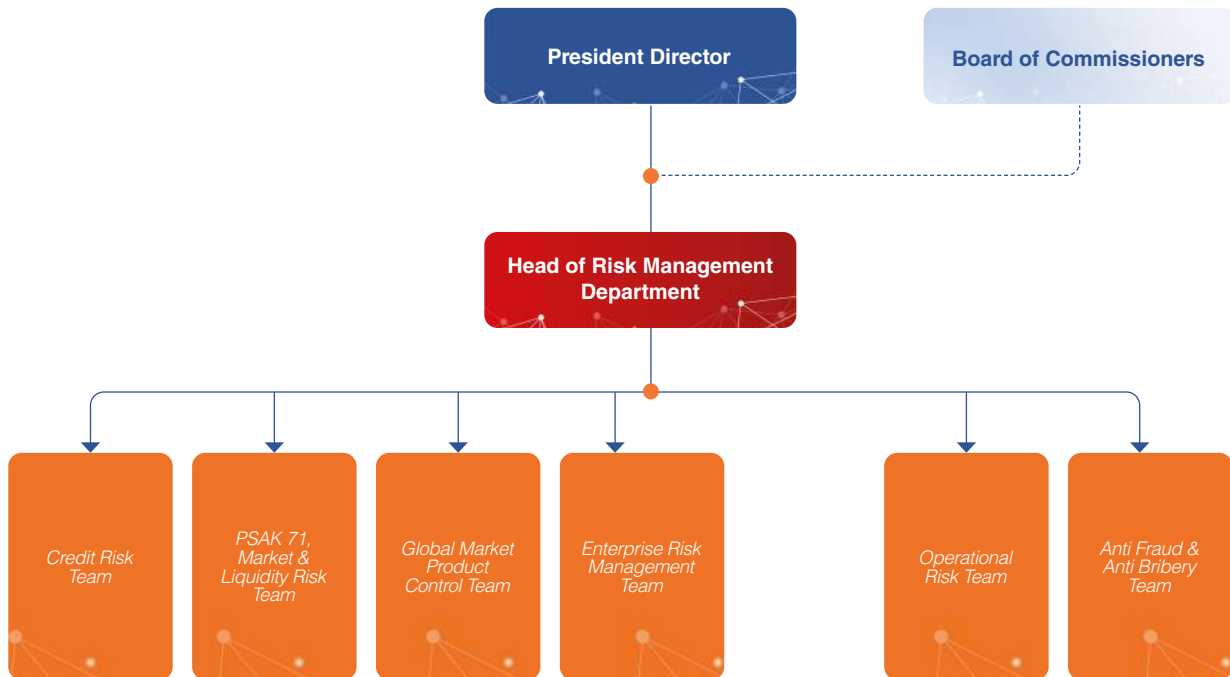 President Director
Board of Commissioners
Head of Risk Management
Department
Credit Risk
Team
PSAK 71,
Market &
Liquidity Risk
Team
Global Market
Product
Control Team
Enterprise Risk
Management
Team
Operational
Risk Team
Anti Fraud &
Anti Bribery
Team